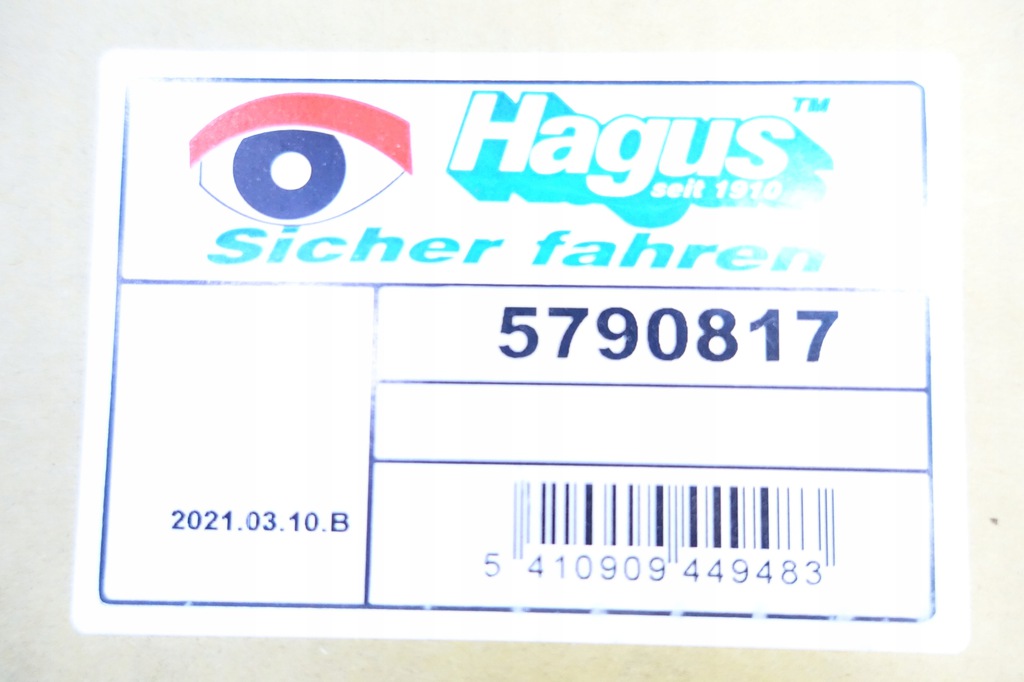 Hagus™
seit 1910
Sicher fahren
5790817
2021.03.10.B
5 410909 449483